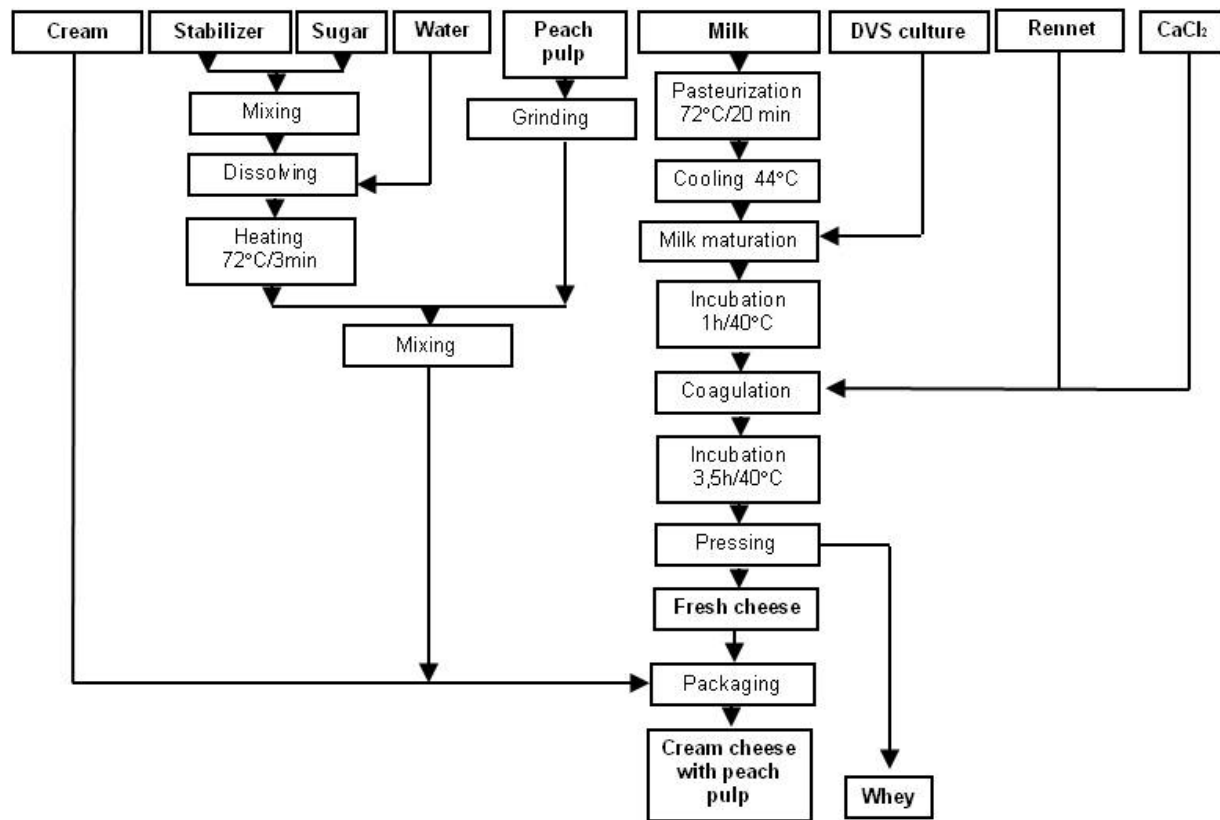 Cream
Stabilizer
Sugar
Water
Peach
pulp
Milk
DVS culture
Rennet
CaCl₂
Mixing
Dissolving
Heating
72°C/3min
Grinding
Mixing
Pasteurization
72°C/20 min
Cooling 44°C
Milk maturation
Incubation
1h/40°C
Coagulation
Incubation
3,5h/40°C
Pressing
Fresh cheese
Packaging
Cream cheese
with peach
pulp
Whey